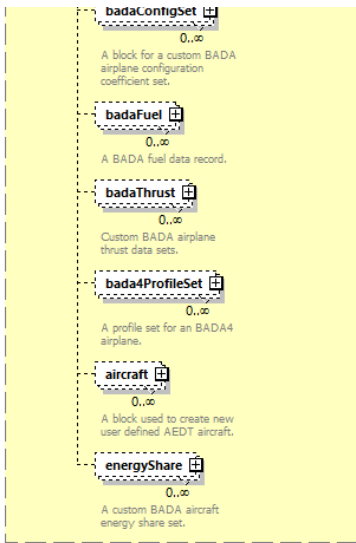 badaConfigSet
0..∞
A block for a custom BADA
airplane configuration
coefficient set.
badaFuel
0..∞
A BADA fuel data record.
badaThrust
0..∞
Custom BADA airplane
thrust data sets.
bada4ProfileSet
0..∞
A profile set for an BADA4
airplane.
aircraft
0..∞
A block used to create new
user defined AEDT aircraft.
energyShare
0..∞
A custom BADA aircraft
energy share set.